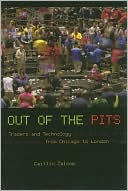 OUT OF THE PITS
Traders and Technology
from Chicago to London
Caitlin Zaloom